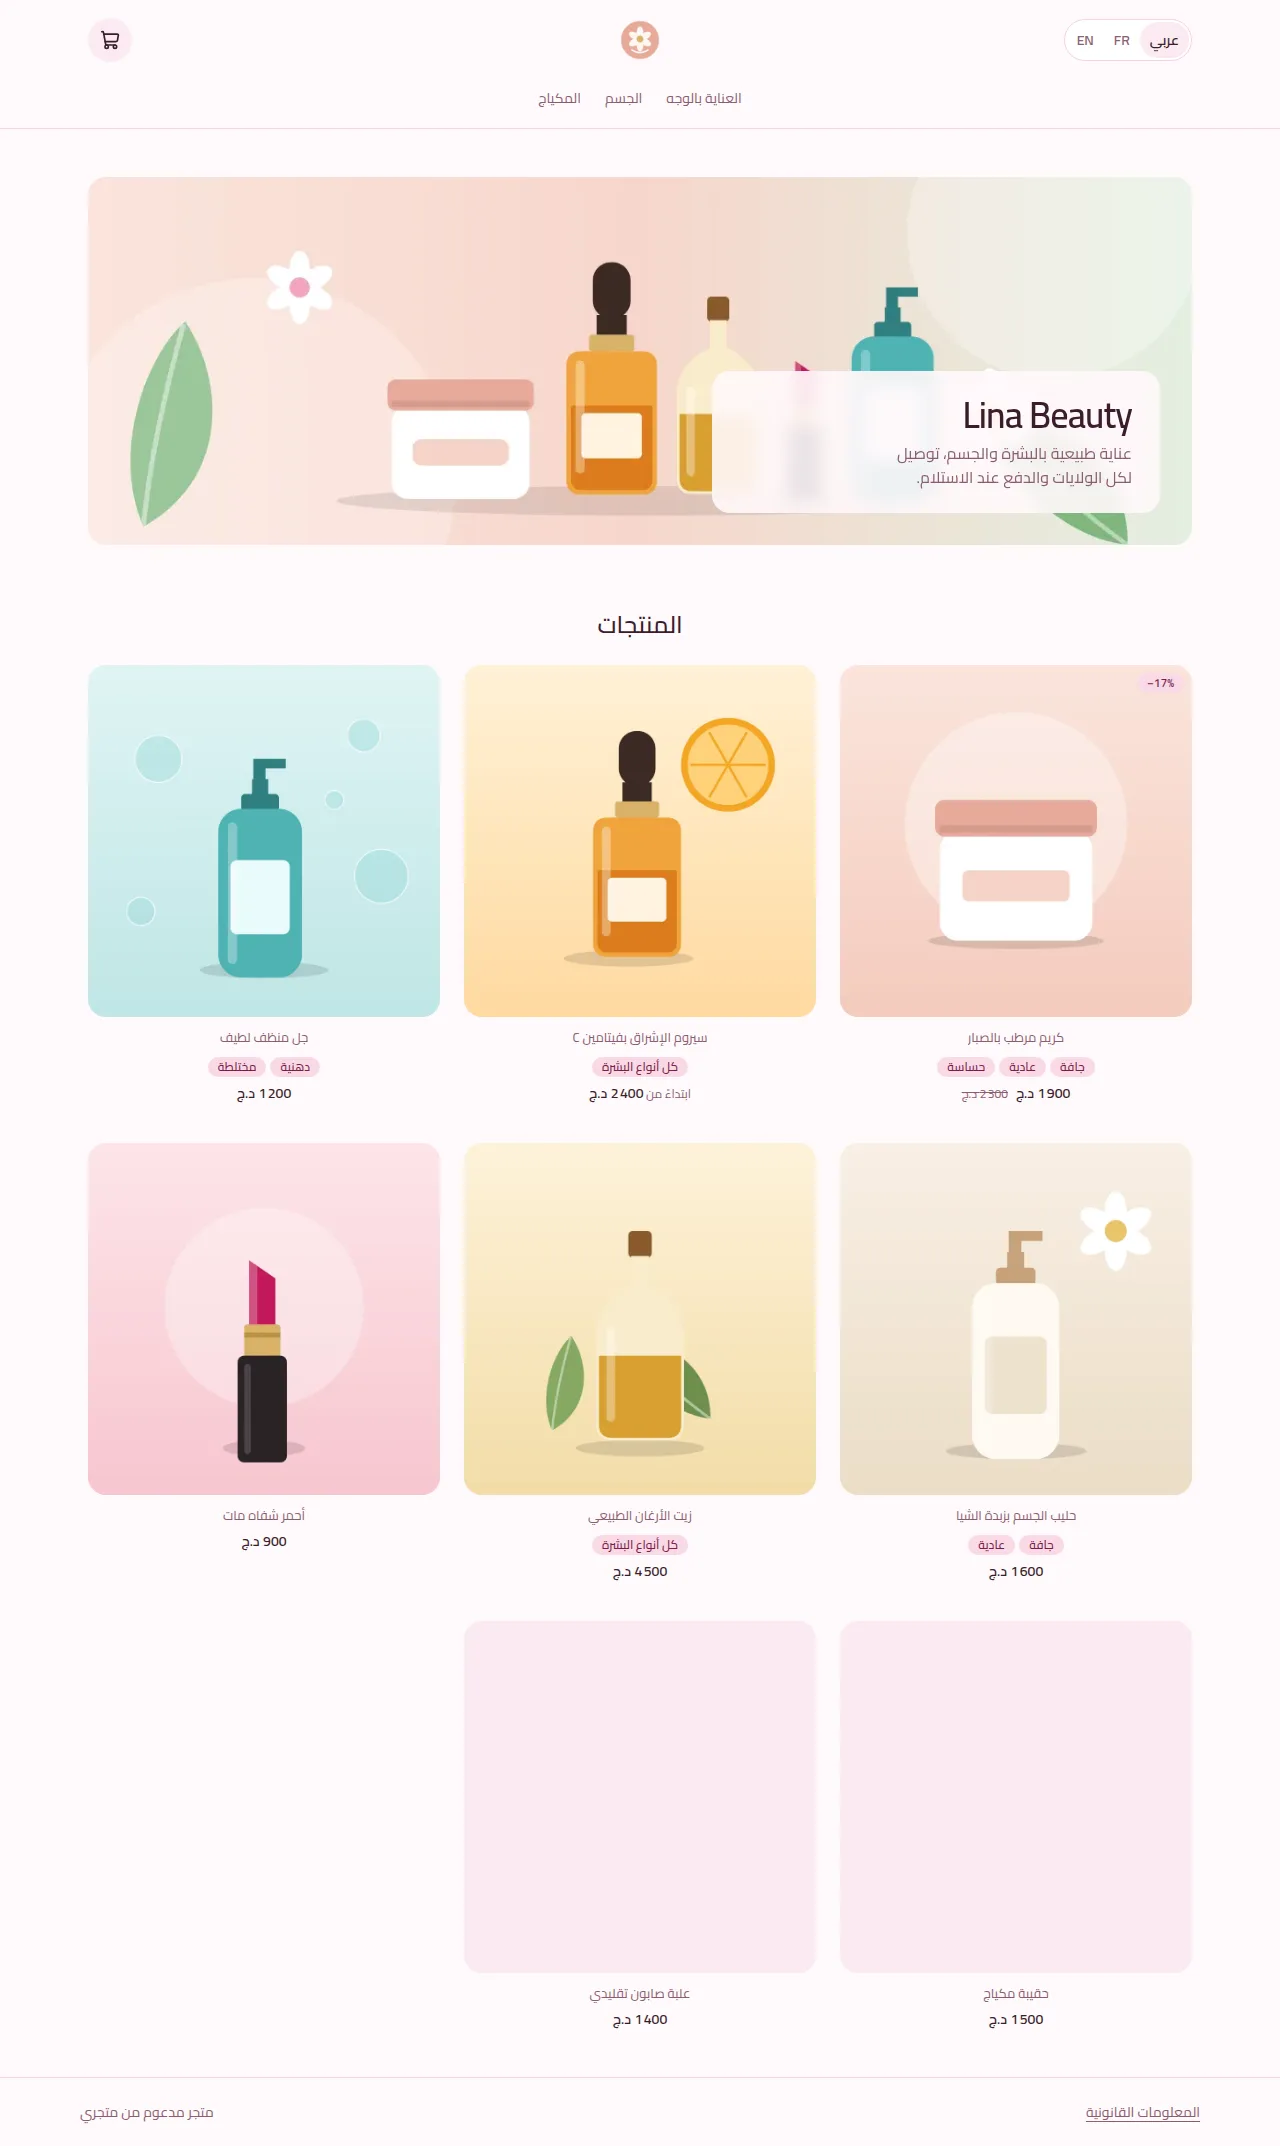 عربي FR EN
العناية بالوجه الجسم المكياج
Lina Beauty
عناية طبيعية بالبشرة والجسم، توصيل
لكل الولايات والدفع عند الاستلام.
المنتجات
−17%
كريم مرطب بالصبار
جافة عادية حساسة
1900 د.ج 2300 د.ج
سيروم الإشراق بفيتامين C
كل أنواع البشرة
ابتداءً من 2400 د.ج
جل منظف لطيف
دهنية مختلطة
1200 د.ج
حليب الجسم بزبدة الشيا
جافة عادية
1600 د.ج
زيت الأرغان الطبيعي
كل أنواع البشرة
4500 د.ج
أحمر شفاه مات
900 د.ج
حقيبة مكياج
1500 د.ج
علبة صابون تقليدي
1400 د.ج
المعلومات القانونية
متجر مدعوم من متجري